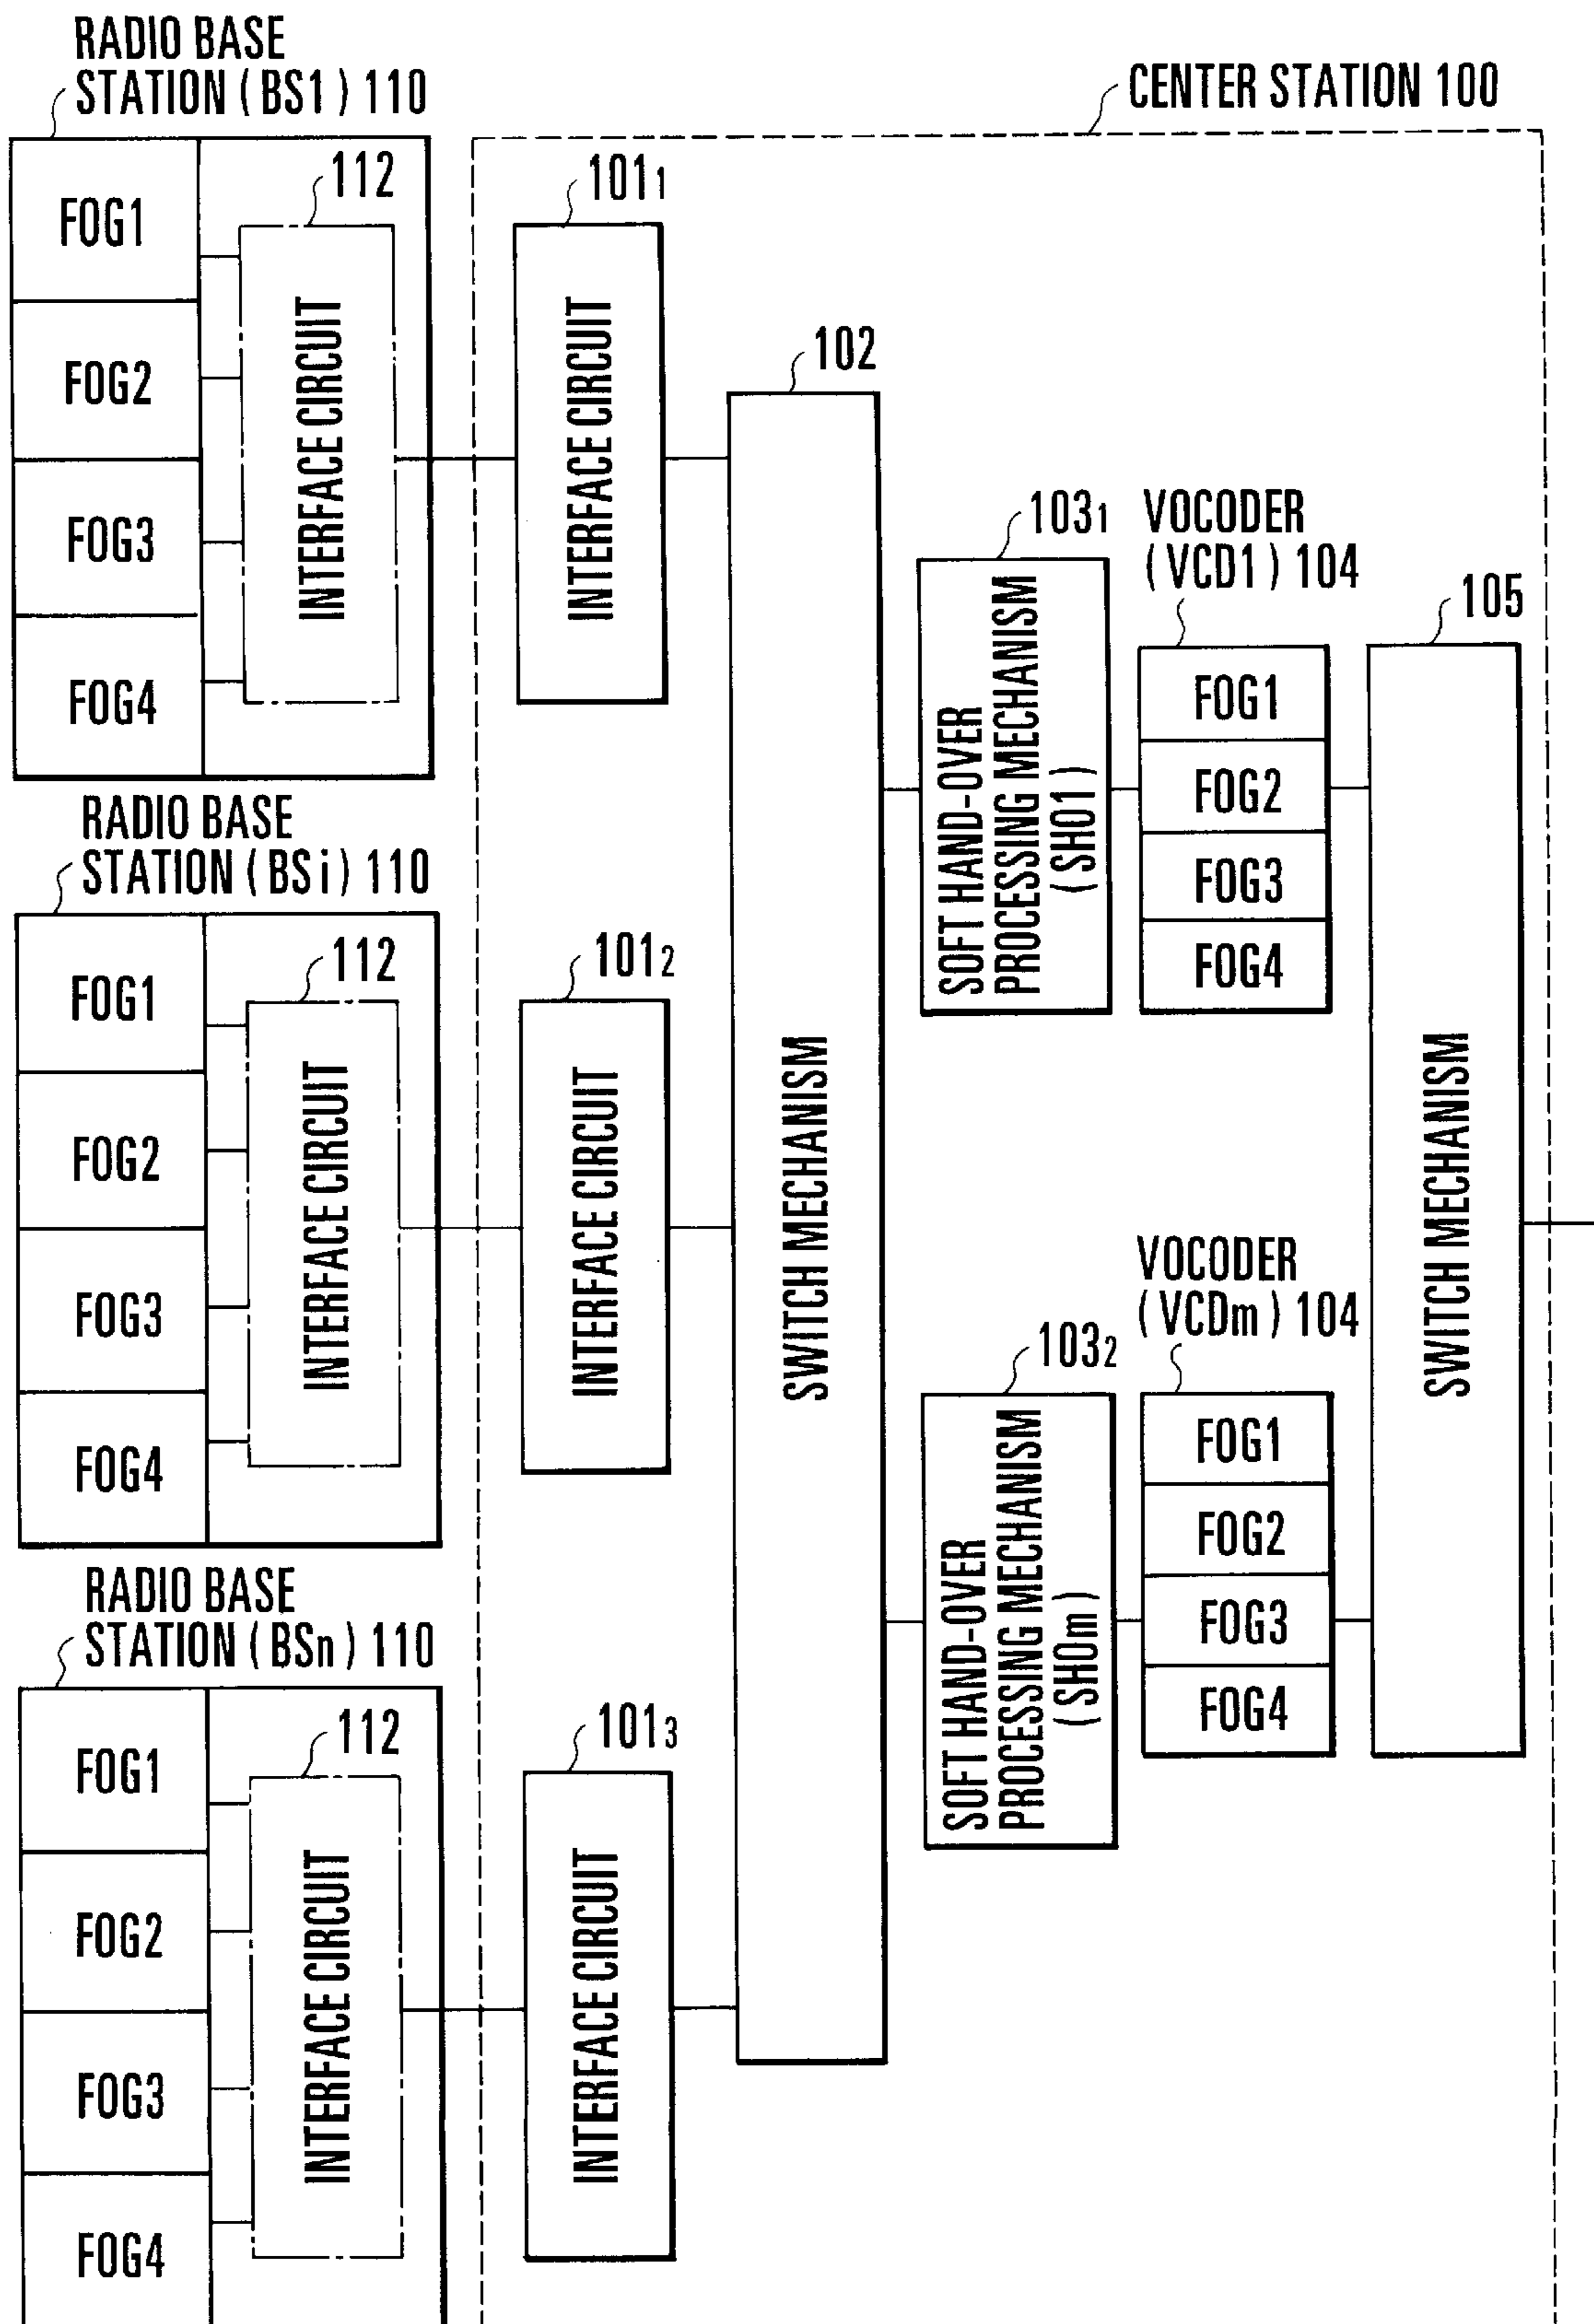 RADIO BASE
STATION (BS1) 110
CENTER STATION 100
FOG1
FOG2
FOG3
FOG4
112
INTERFACE CIRCUIT
101₁
INTERFACE CIRCUIT
102
SWITCH MECHANISM
103₁
SOFT HAND-OVER
PROCESSING MECHANISM
(SHO1)
VOCODER
(VCD1) 104
FOG1
FOG2
FOG3
FOG4
105
SWITCH MECHANISM
RADIO BASE
STATION (BSi) 110
FOG1
FOG2
FOG3
FOG4
112
INTERFACE CIRCUIT
101₂
INTERFACE CIRCUIT
103₂
SOFT HAND-OVER
PROCESSING MECHANISM
(SHOm)
VOCODER
(VCDm) 104
FOG1
FOG2
FOG3
FOG4
RADIO BASE
STATION (BSn) 110
FOG1
FOG2
FOG3
FOG4
112
INTERFACE CIRCUIT
101₃
INTERFACE CIRCUIT